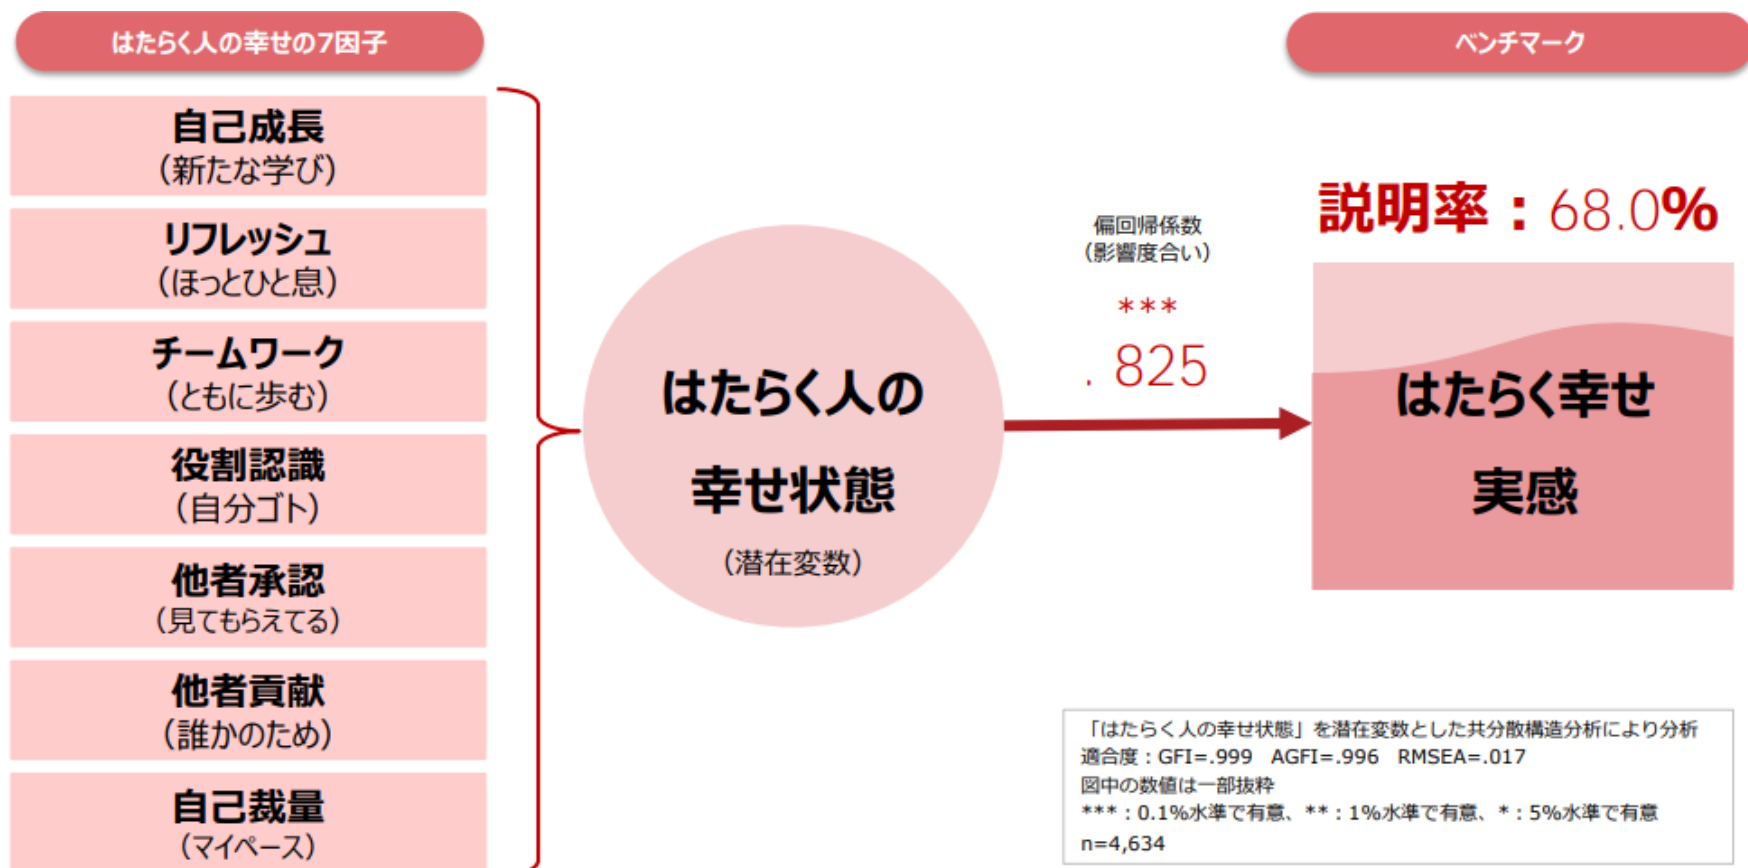 はたらく人の幸せの7因子
ベンチマーク
自己成長
（新たな学び）
リフレッシュ
（ほっとひと息）
チームワーク
（ともに歩む）
役割認識
（自分ゴト）
他者承認
（見てもらえてる）
他者貢献
（誰かのため）
自己裁量
（マイペース）
はたらく人の
幸せ状態
（潜在変数）
偏回帰係数
（影響度合い）
***
. 825
説明率：68.0%
はたらく幸せ
実感
「はたらく人の幸せ状態」を潜在変数とした共分散構造分析により分析
適合度：GFI=.999 AGFI=.996 RMSEA=.017
図中の数値は一部抜粋
***：0.1%水準で有意、**：1%水準で有意、*：5%水準で有意
n=4,634